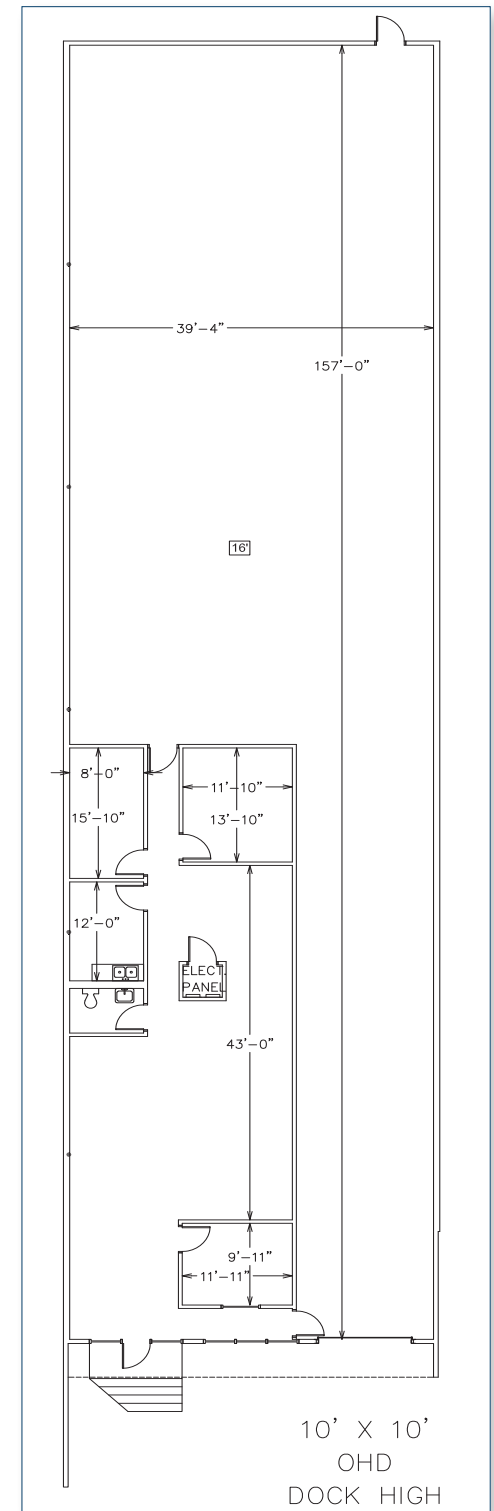 39'-4"
157'-0"
16'
8'-0"
11'-10"
15'-10"
13'-10"
12'-0"
ELECT.
PANEL
43'-0"
9'-11"
11'-11"
10' X 10'
OHD
DOCK HIGH